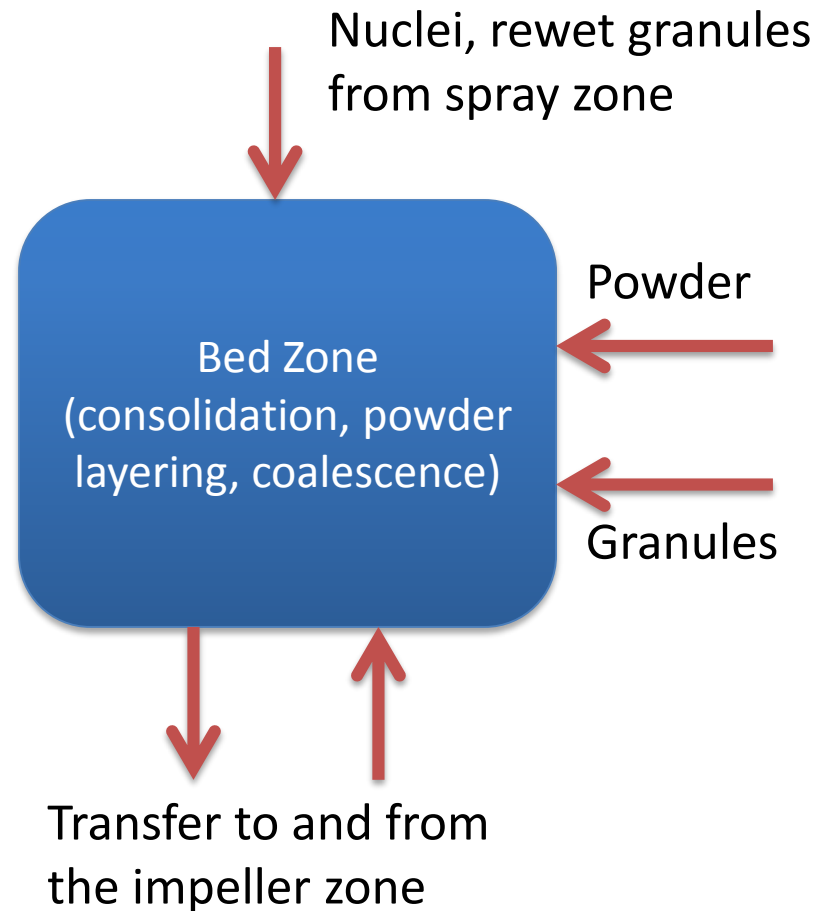 Nuclei, rewet granules
from spray zone
Powder
Bed Zone
(consolidation, powder
layering, coalescence)
Granules
Transfer to and from
the impeller zone